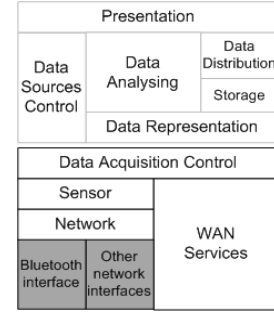 Presentation
Data
Sources
Control
Data
Analysing
Data
Distribution
Storage
Data Representation
Data Acquisition Control
Sensor
Network
Bluetooth
interface
Other
network
interfaces
WAN
Services